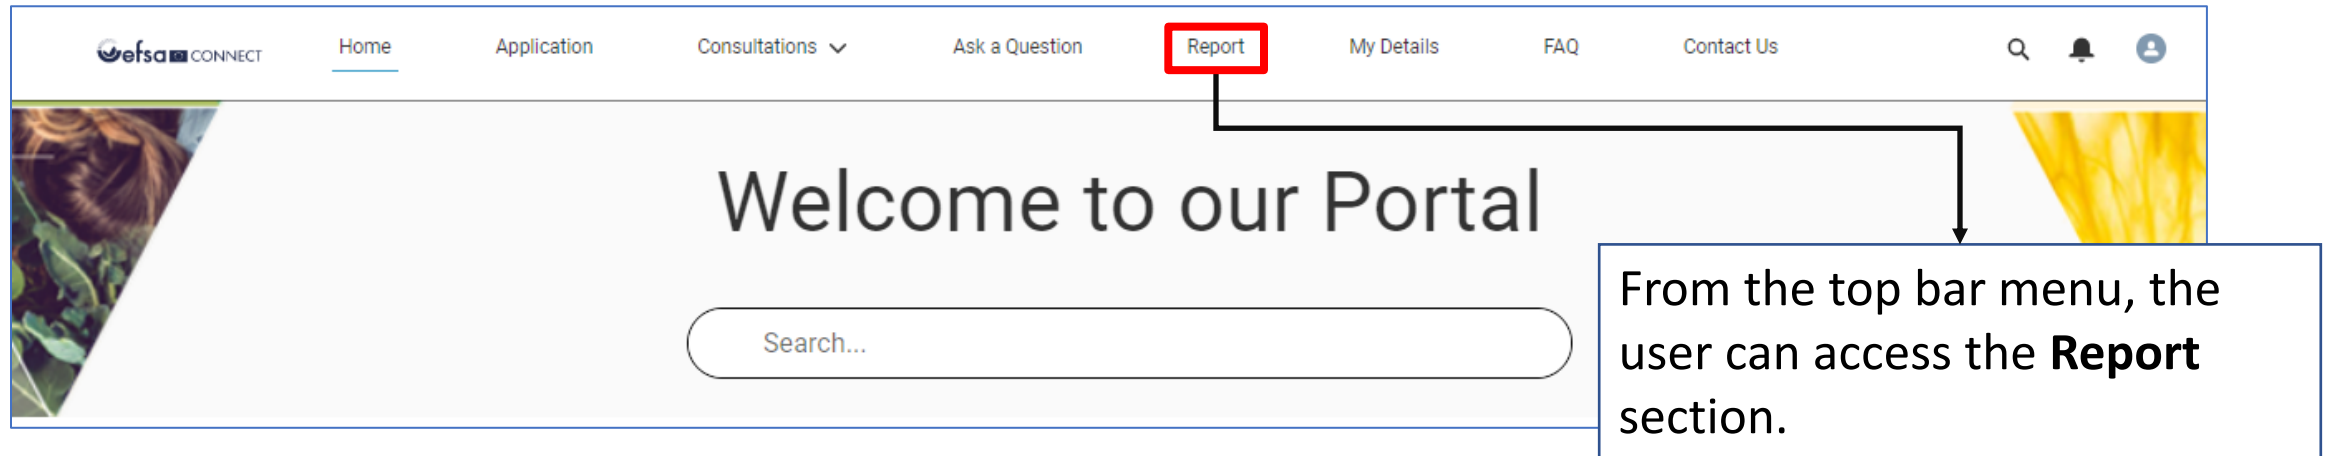 efsa CONNECT Home Application Consultations Ask a Question Report My Details FAQ Contact Us
Welcome to our Portal
Search...
From the top bar menu, the
user can access the Report
section.